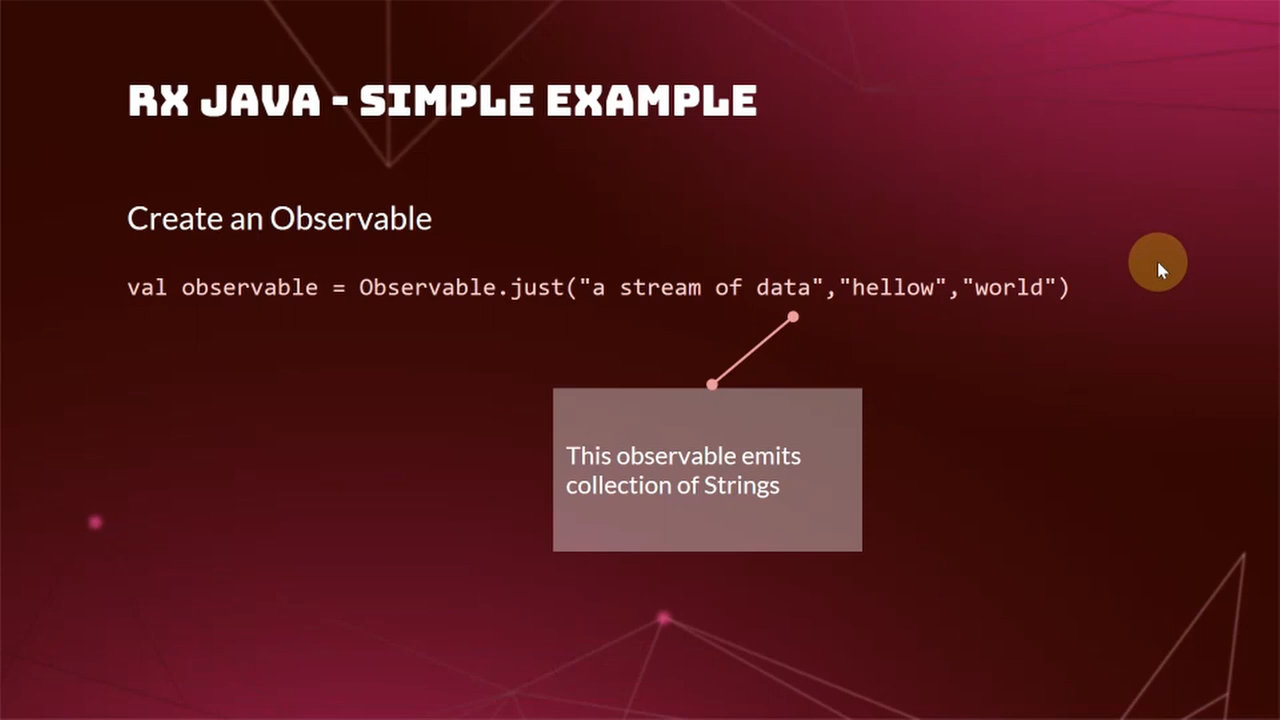 RX JAVA - SIMPLE EXAMPLE
Create an Observable
val observable = Observable.just("a stream of data","hellow","world")
This observable emits
collection of Strings